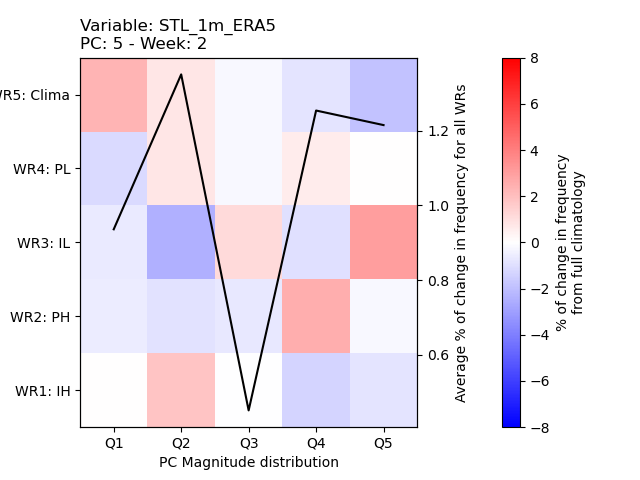 Variable: STL_1m_ERA5
PC: 5 - Week: 2
WR5: Clima
WR4: PL
WR3: IL
WR2: PH
WR1: IH
Q1 Q2 Q3 Q4 Q5
PC Magnitude distribution
1.2
1.0
0.8
0.6
Average % of change in frequency for all WRs
8
6
4
2
0
−2
−4
−6
−8
% of change in frequency
from full climatology